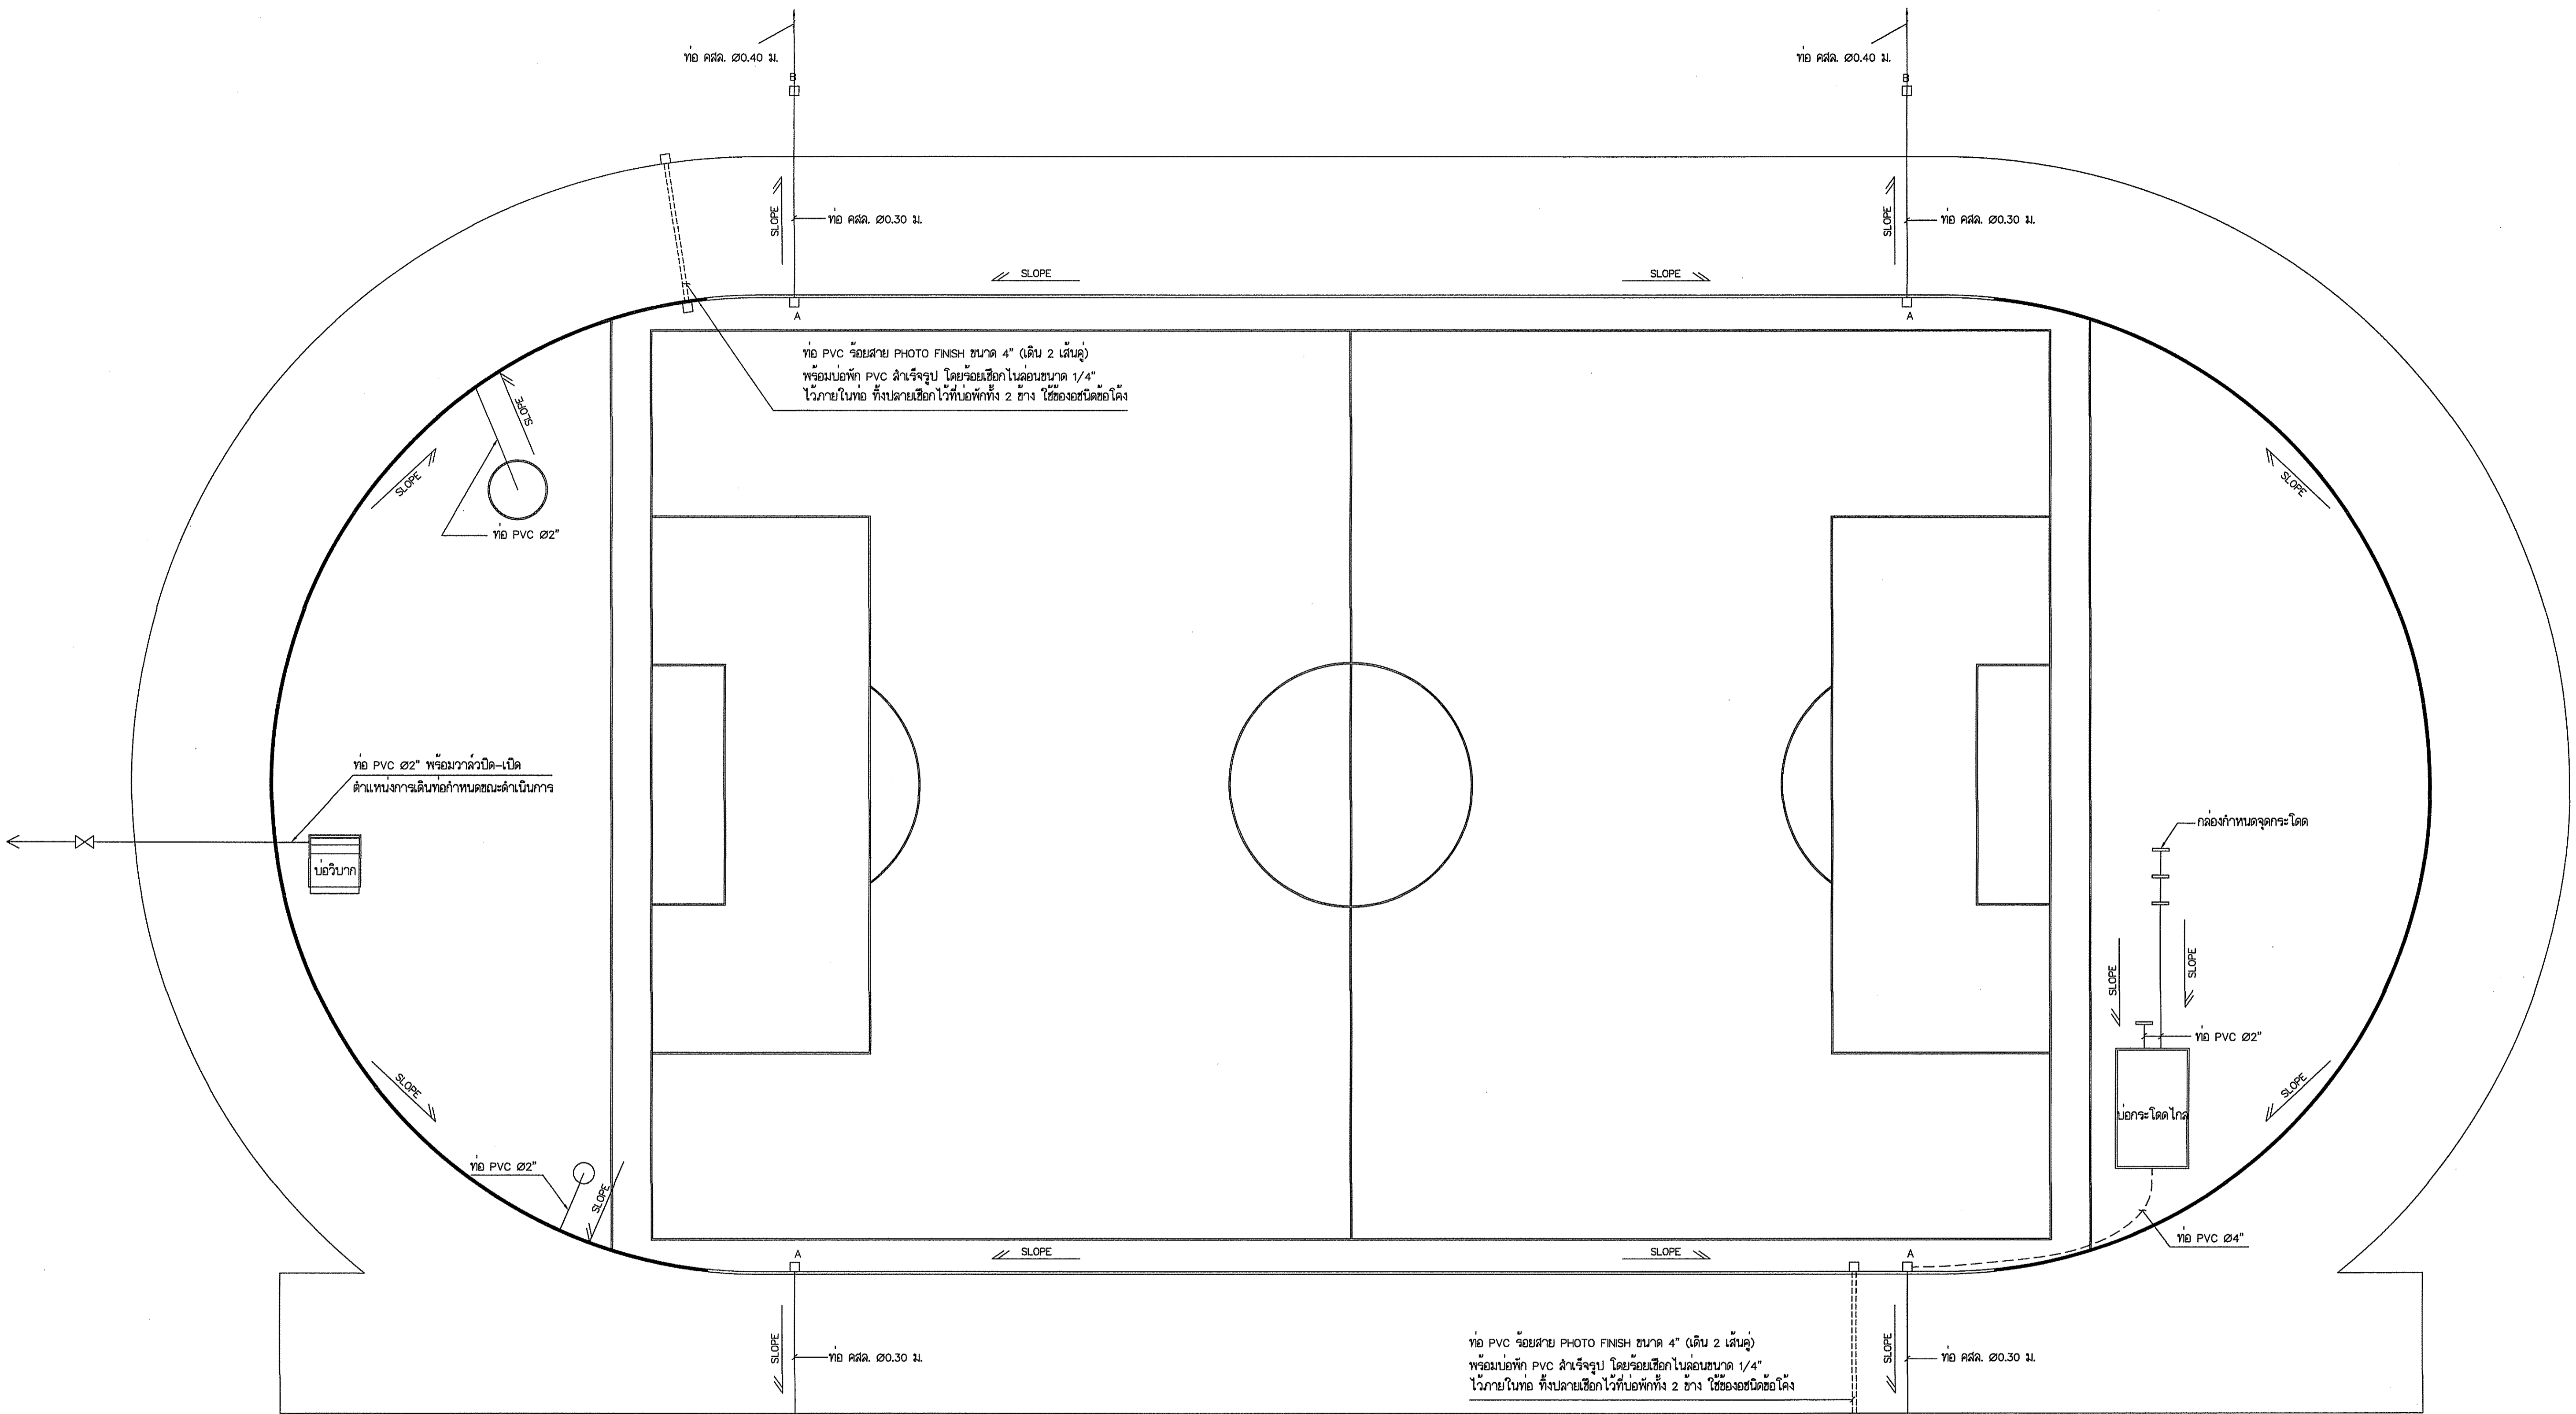 ท่อ คสล. Ø0.40 ม.
ท่อ คสล. Ø0.40 ม.
B
B
SLOPE
ท่อ คสล. Ø0.30 ม.
SLOPE
ท่อ คสล. Ø0.30 ม.
SLOPE
SLOPE
A
A
ท่อ PVC ร้อยสาย PHOTO FINISH ขนาด 4" (เดิน 2 เส้นคู่)
พร้อมบ่อพัก PVC สำเร็จรูป โดยร้อยเชือกไนล่อนขนาด 1/4"
ไว้ภายในท่อ ทิ้งปลายเชือกไว้ที่บ่อพักทั้ง 2 ข้าง ใช้ข้องอชนิดข้อโค้ง
SLOPE
SLOPE
SLOPE
ท่อ PVC Ø2"
ท่อ PVC Ø2" พร้อมวาล์วปิด-เปิด
ตำแหน่งการเดินท่อกำหนดขณะดำเนินการ
บ่อวิบาก
กล่องกำหนดจุดกระโดด
SLOPE
SLOPE
ท่อ PVC Ø2"
SLOPE
SLOPE
บ่อกระโดดไกล
ท่อ PVC Ø2"
SLOPE
ท่อ PVC Ø4"
A
SLOPE
SLOPE
A
SLOPE
ท่อ คสล. Ø0.30 ม.
ท่อ PVC ร้อยสาย PHOTO FINISH ขนาด 4" (เดิน 2 เส้นคู่)
พร้อมบ่อพัก PVC สำเร็จรูป โดยร้อยเชือกไนล่อนขนาด 1/4"
ไว้ภายในท่อ ทิ้งปลายเชือกไว้ที่บ่อพักทั้ง 2 ข้าง ใช้ข้องอชนิดข้อโค้ง
SLOPE
ท่อ คสล. Ø0.30 ม.